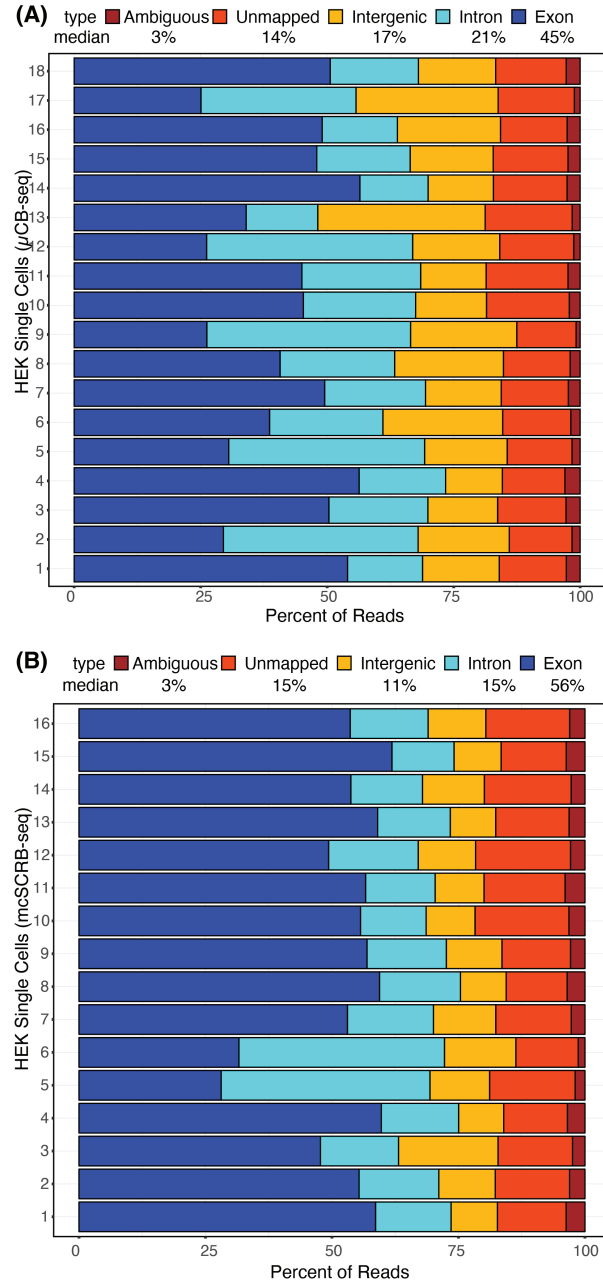 (A)
type Ambiguous Unmapped Intergenic Intron Exon
median 3% 14% 17% 21% 45%
HEK Single Cells (µCB-seq)
18
17
16
15
14
13
12
11
10
9
8
7
6
5
4
3
2
1
0 25 50 75 100
Percent of Reads
(B)
type Ambiguous Unmapped Intergenic Intron Exon
median 3% 15% 11% 15% 56%
HEK Single Cells (mcSCRB-seq)
16
15
14
13
12
11
10
9
8
7
6
5
4
3
2
1
0 25 50 75 100
Percent of Reads